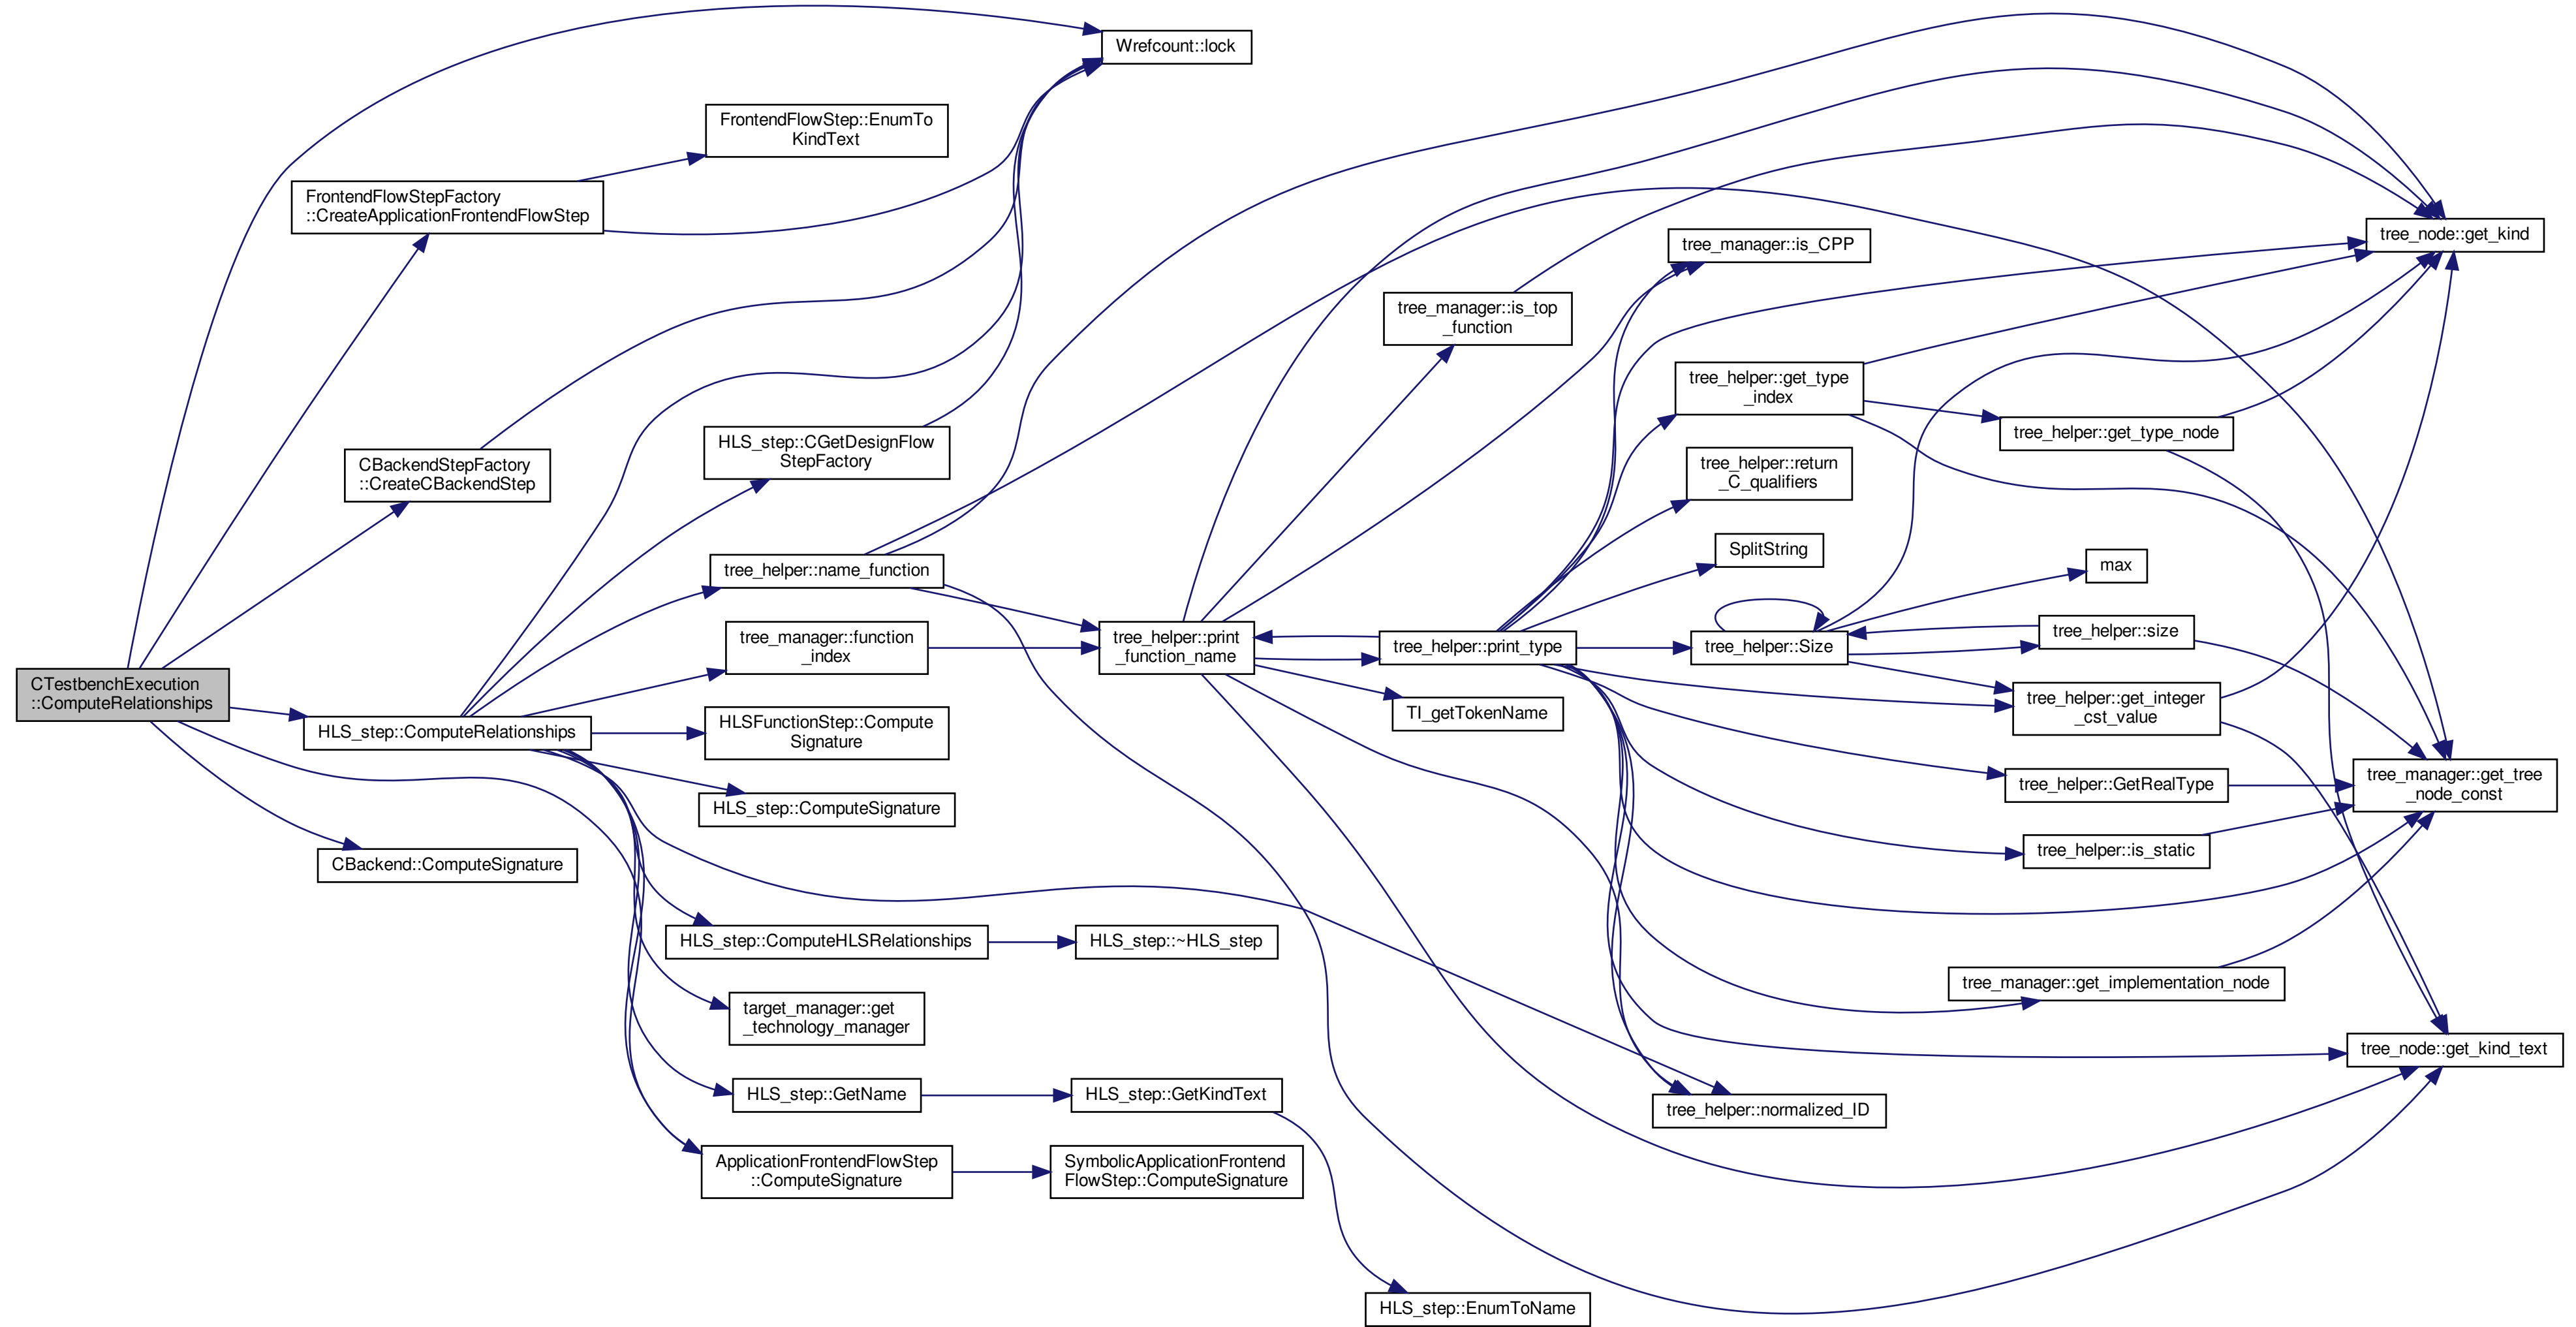 CTestbenchExecution
::ComputeRelationships
Wrefcount::lock
FrontendFlowStepFactory
::CreateApplicationFrontendFlowStep
FrontendFlowStep::EnumTo
KindText
CBackendStepFactory
::CreateCBackendStep
HLS_step::ComputeRelationships
CBackend::ComputeSignature
HLS_step::CGetDesignFlow
StepFactory
tree_helper::name_function
tree_manager::function
_index
HLSFunctionStep::Compute
Signature
HLS_step::ComputeSignature
HLS_step::ComputeHLSRelationships
HLS_step::~HLS_step
target_manager::get
_technology_manager
HLS_step::GetName
HLS_step::GetKindText
ApplicationFrontendFlowStep
::ComputeSignature
SymbolicApplicationFrontend
FlowStep::ComputeSignature
HLS_step::EnumToName
tree_helper::print
_function_name
tree_manager::is_top
_function
tree_helper::print_type
TI_getTokenName
tree_manager::is_CPP
tree_helper::get_type
_index
tree_helper::return
_C_qualifiers
SplitString
tree_helper::Size
tree_helper::normalized_ID
tree_helper::get_type_node
max
tree_helper::size
tree_helper::get_integer
_cst_value
tree_helper::GetRealType
tree_helper::is_static
tree_manager::get_implementation_node
tree_node::get_kind
tree_manager::get_tree
_node_const
tree_node::get_kind_text